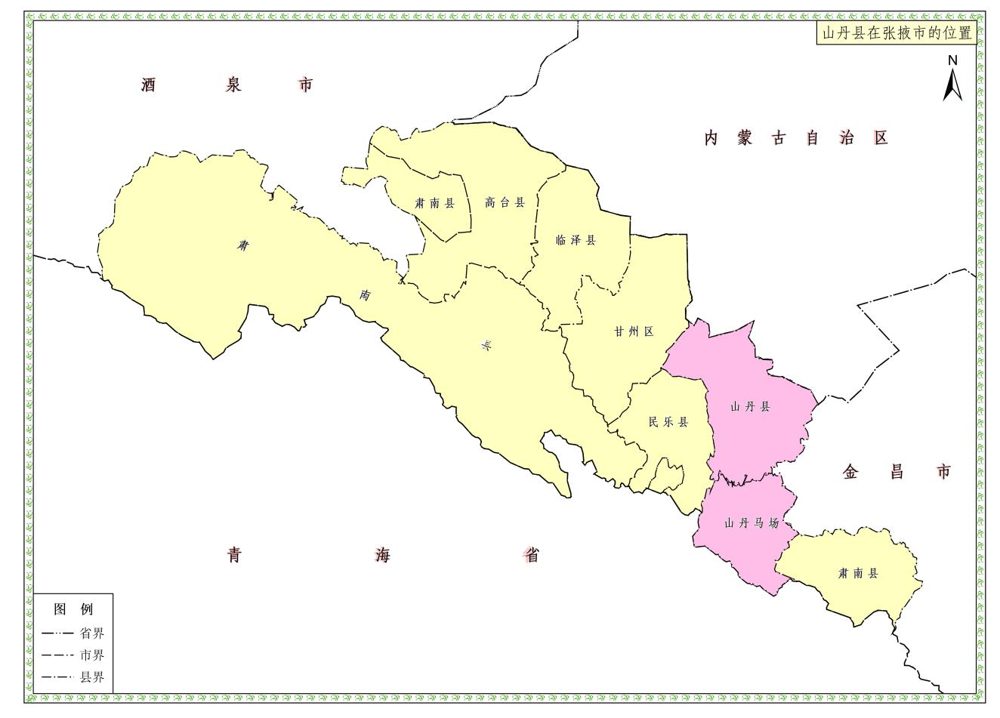 山丹县在张掖市的位置
N
酒泉市
内蒙古自治区
肃南县
高台县
临泽县
肃南县
甘州区
山丹县
民乐县
金昌市
山丹马场
青海省
肃南县
图例
省界
市界
县界